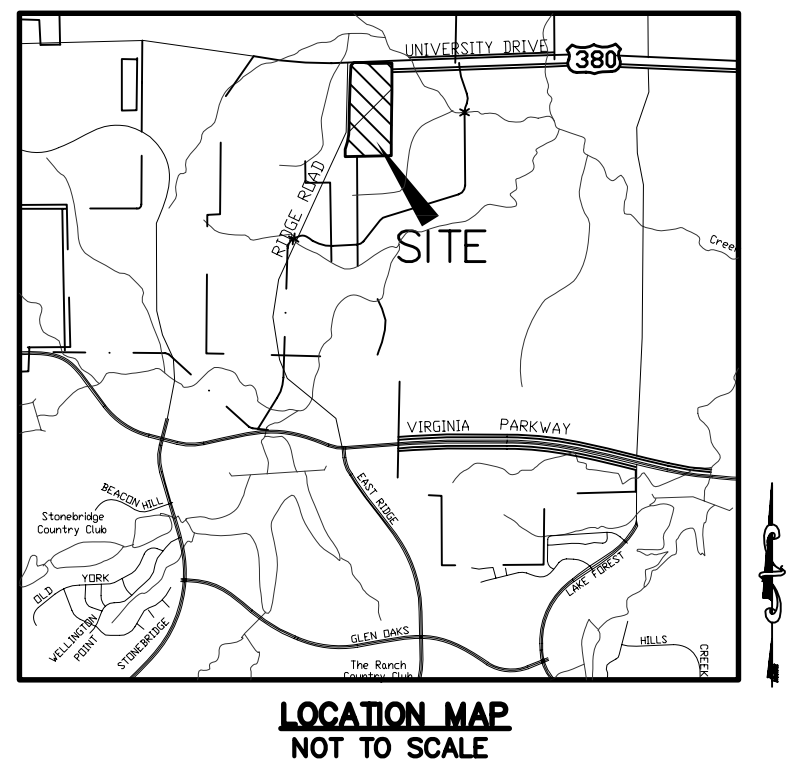 UNIVERSITY DRIVE
380
RIDGE ROAD
SITE
Creek
VIRGINIA PARKWAY
EAST RIDGE
BEACON HILL
Stonebridge
Country Club
OLD YORK
WELLINGTON
POINT
STONEBRIDGE
LAKE FOREST
GLEN OAKS
HILLS
CREEK
The Ranch
Country Club
LOCATION MAP
NOT TO SCALE